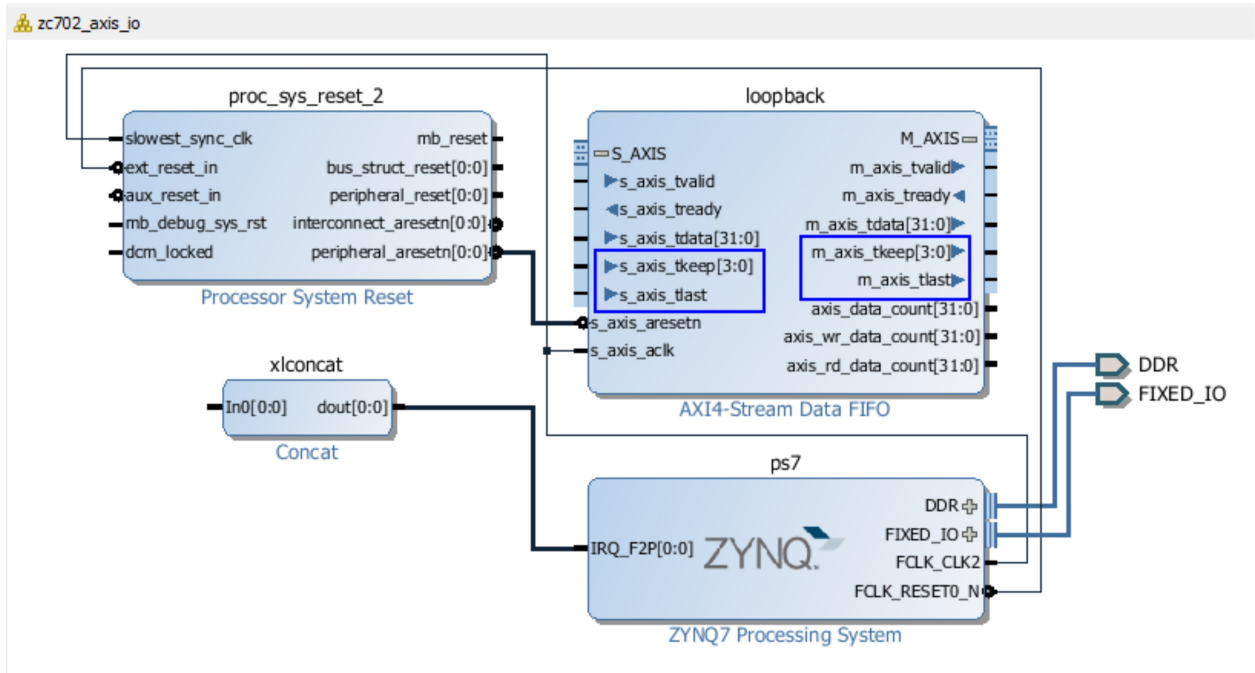 zc702_axis_io
proc_sys_reset_2
slowest_sync_clk
ext_reset_in
aux_reset_in
mb_debug_sys_rst
dcm_locked
mb_reset
bus_struct_reset[0:0]
peripheral_reset[0:0]
interconnect_aresetn[0:0]
peripheral_aresetn[0:0]
Processor System Reset
loopback
S_AXIS
s_axis_tvalid
s_axis_tready
s_axis_tdata[31:0]
s_axis_tkeep[3:0]
s_axis_tlast
s_axis_aresetn
s_axis_aclk
M_AXIS
m_axis_tvalid
m_axis_tready
m_axis_tdata[31:0]
m_axis_tkeep[3:0]
m_axis_tlast
axis_data_count[31:0]
axis_wr_data_count[31:0]
axis_rd_data_count[31:0]
AXI4-Stream Data FIFO
xlconcat
In0[0:0]
dout[0:0]
Concat
ps7
IRQ_F2P[0:0]
ZYNQ.
DDR
FIXED_IO
FCLK_CLK2
FCLK_RESET0_N
ZYNQ7 Processing System
DDR
FIXED_IO